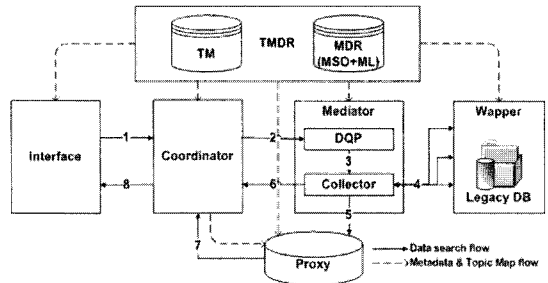 TM
TMDR
MDR
(MSO+ML)
Interface
1
8
Coordinator
2
6
7
Mediator
DQP
3
Collector
4
5
Wapper
Legacy DB
Proxy
Data search flow
Metadata & Topic Map flow